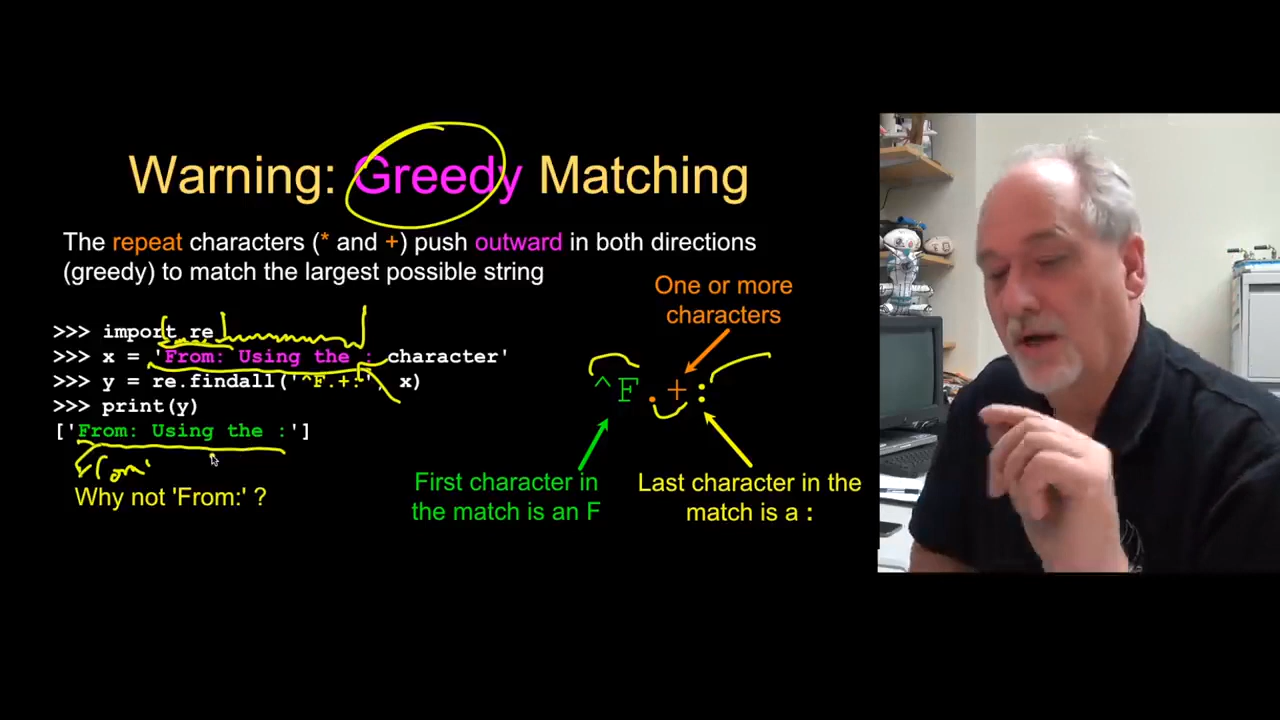 Warning: Greedy Matching
The repeat characters (* and +) push outward in both directions
(greedy) to match the largest possible string
>>> import re
>>> x = 'From: Using the : character'
>>> y = re.findall('^F.+:', x)
>>> print(y)
['From: Using the :']
From:
Why not 'From:' ?
One or more
characters
^F.+:
First character in
the match is an F
Last character in the
match is a :